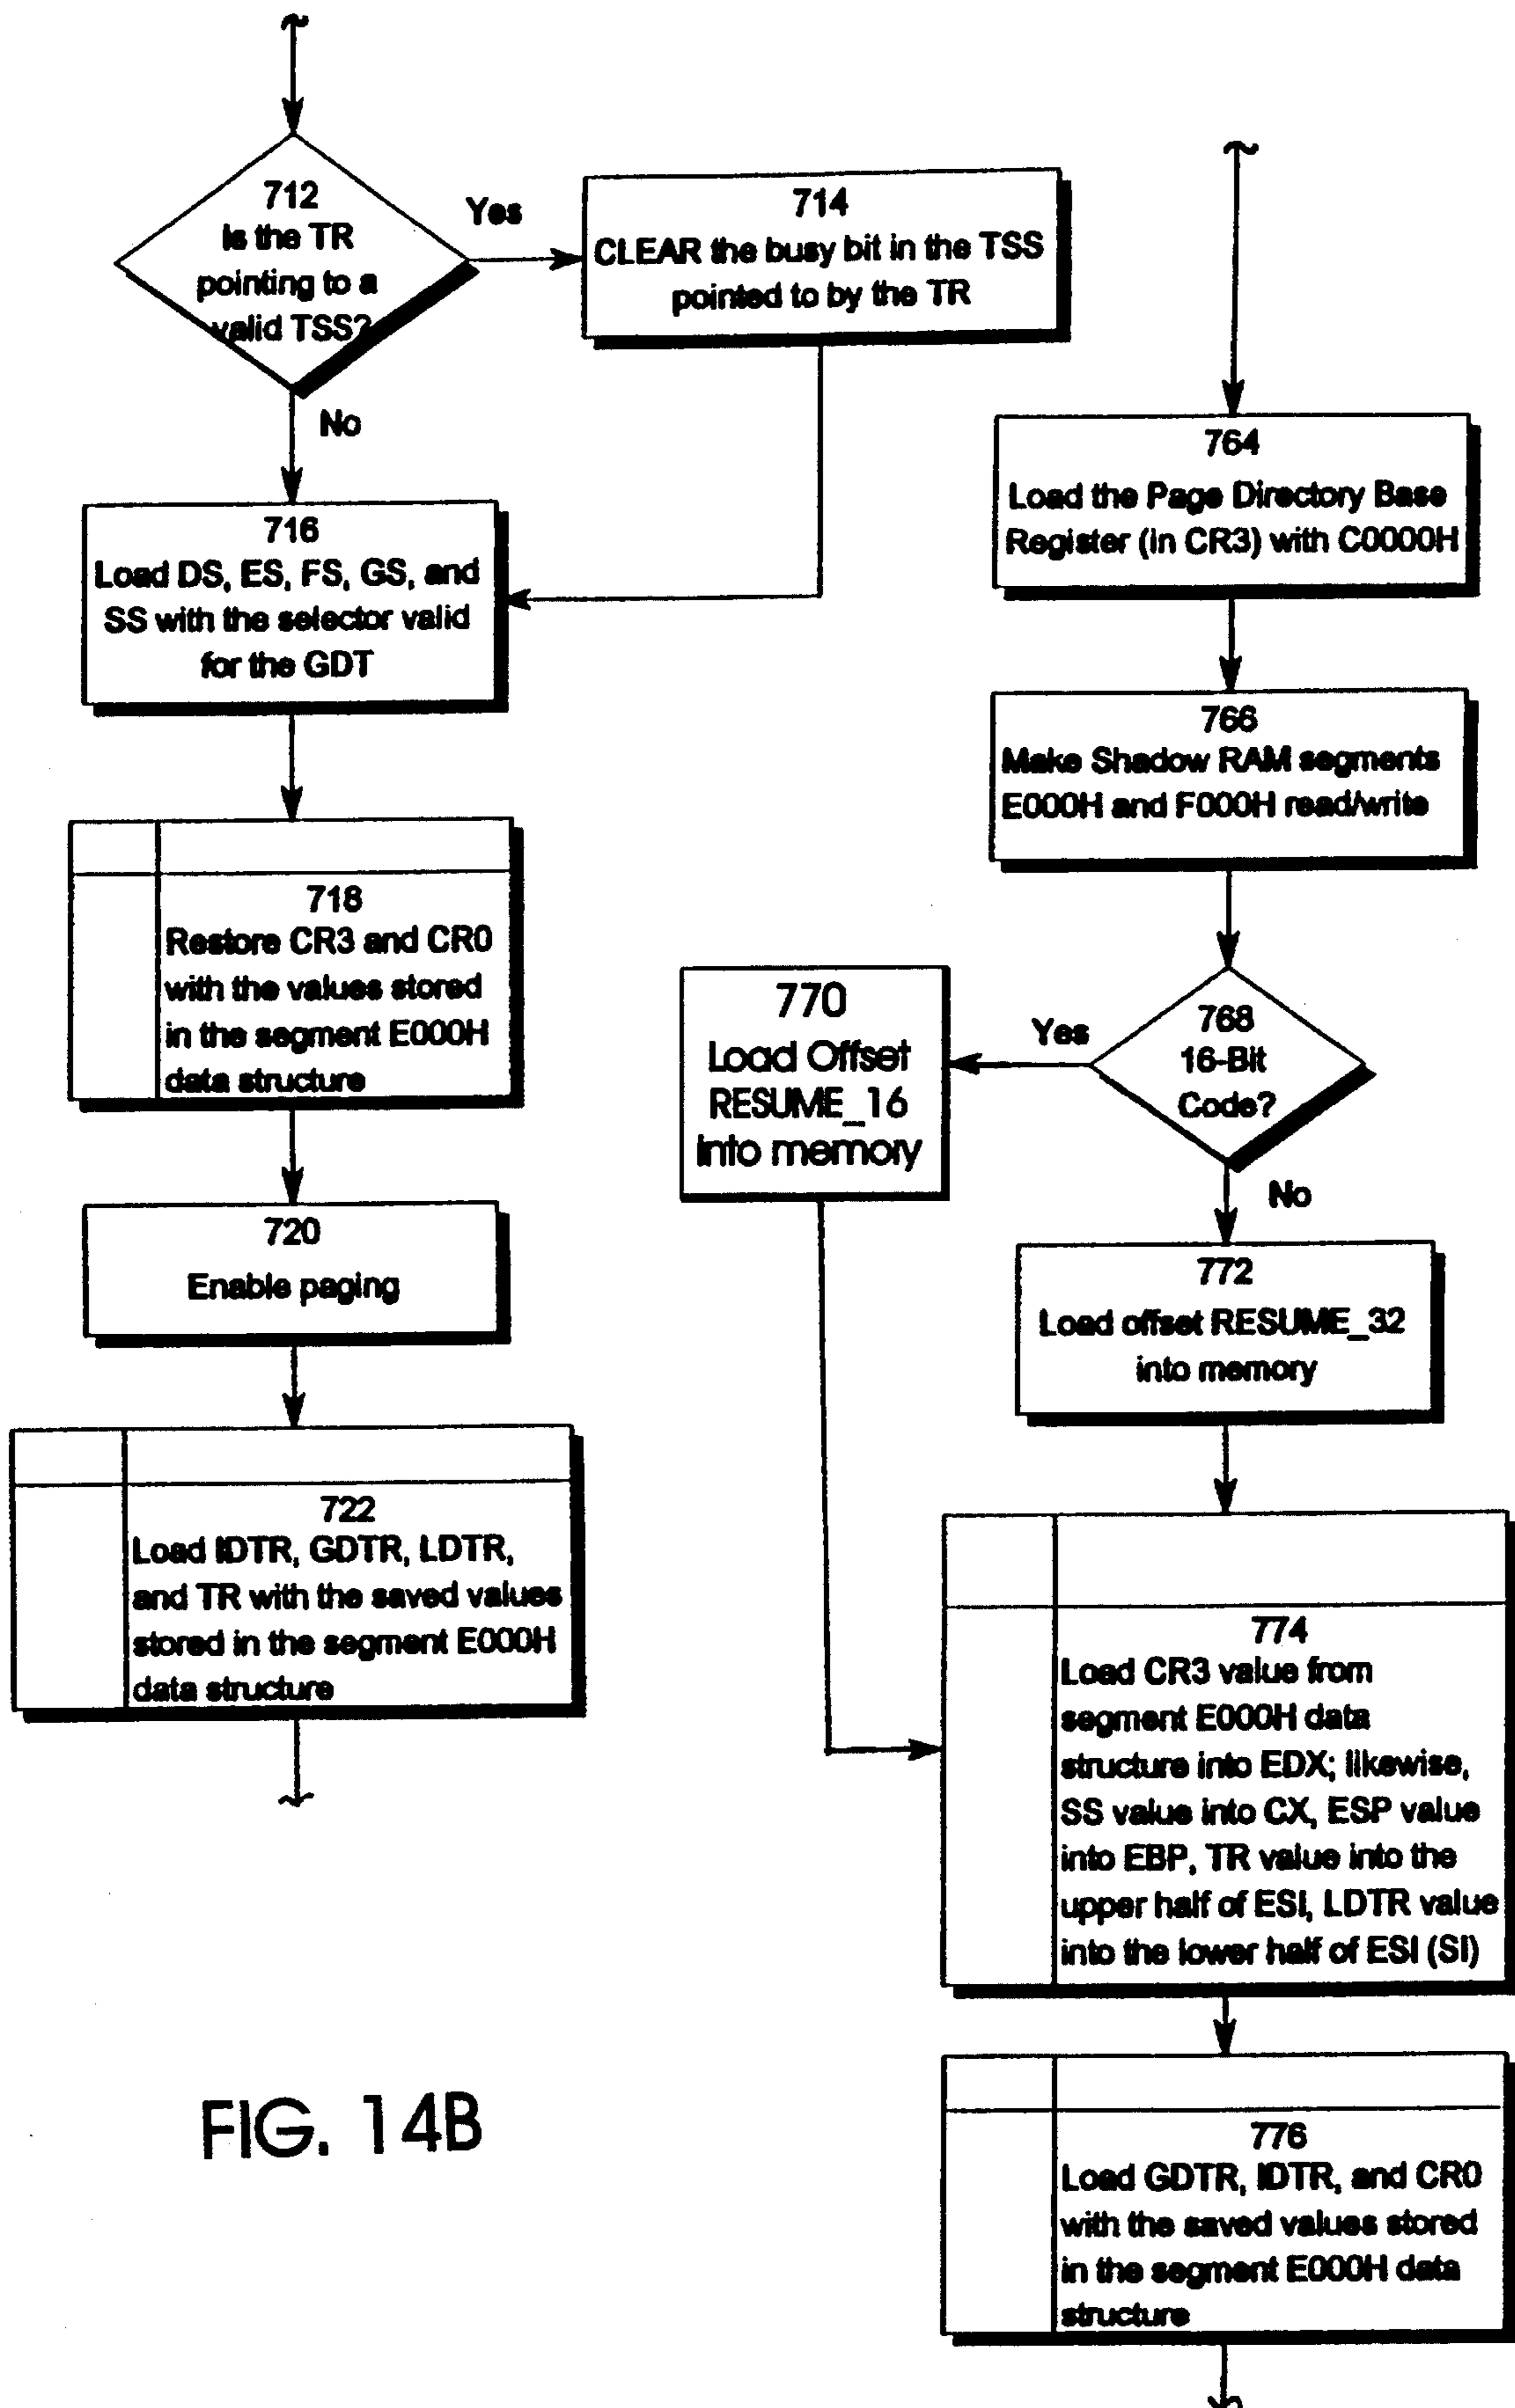 712
Is the TR
pointing to a
valid TSS?
Yes
No
714
CLEAR the busy bit in the TSS
pointed to by the TR
716
Load DS, ES, FS, GS, and
SS with the selector valid
for the GDT
718
Restore CR3 and CR0
with the values stored
in the segment E000H
data structure
720
Enable paging
722
Load IDTR, GDTR, LDTR,
and TR with the saved values
stored in the segment E000H
data structure
764
Load the Page Directory Base
Register (in CR3) with C0000H
766
Make Shadow RAM segments
E000H and F000H read/write
768
16-Bit
Code?
Yes
No
770
Load Offset
RESUME_16
into memory
772
Load offset RESUME_32
into memory
774
Load CR3 value from
segment E000H data
structure into EDX; likewise,
SS value into CX, ESP value
into EBP, TR value into the
upper half of ESI, LDTR value
into the lower half of ESI (SI)
776
Load GDTR, IDTR, and CR0
with the saved values stored
in the segment E000H data
structure
FIG. 14B